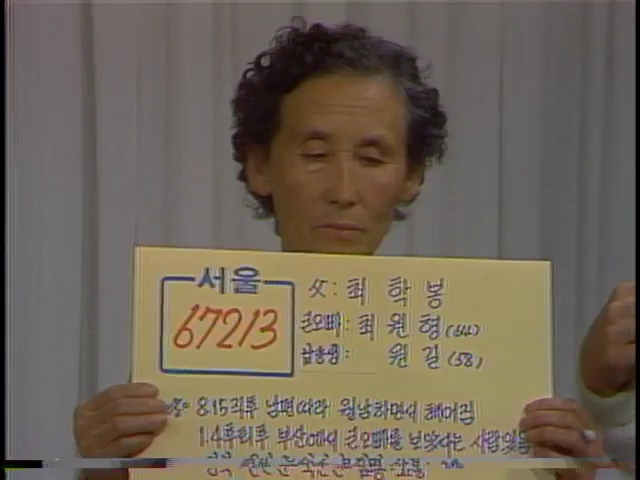 서울
67213
父: 최 학 봉
큰오빠: 최 원 형(64)
남동생: 원 길(58)
8.15직후 남편따라 월남하면서 헤어짐
1.4후퇴후 부산에서 큰오빠를 보았다는 사람있음